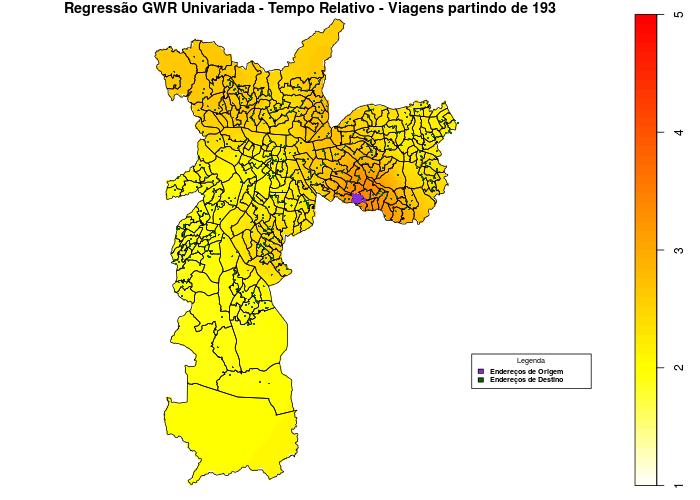 Regressão GWR Univariada - Tempo Relativo - Viagens partindo de 193
5
4
3
2
1
Legenda
Endereços de Origem
Endereços de Destino